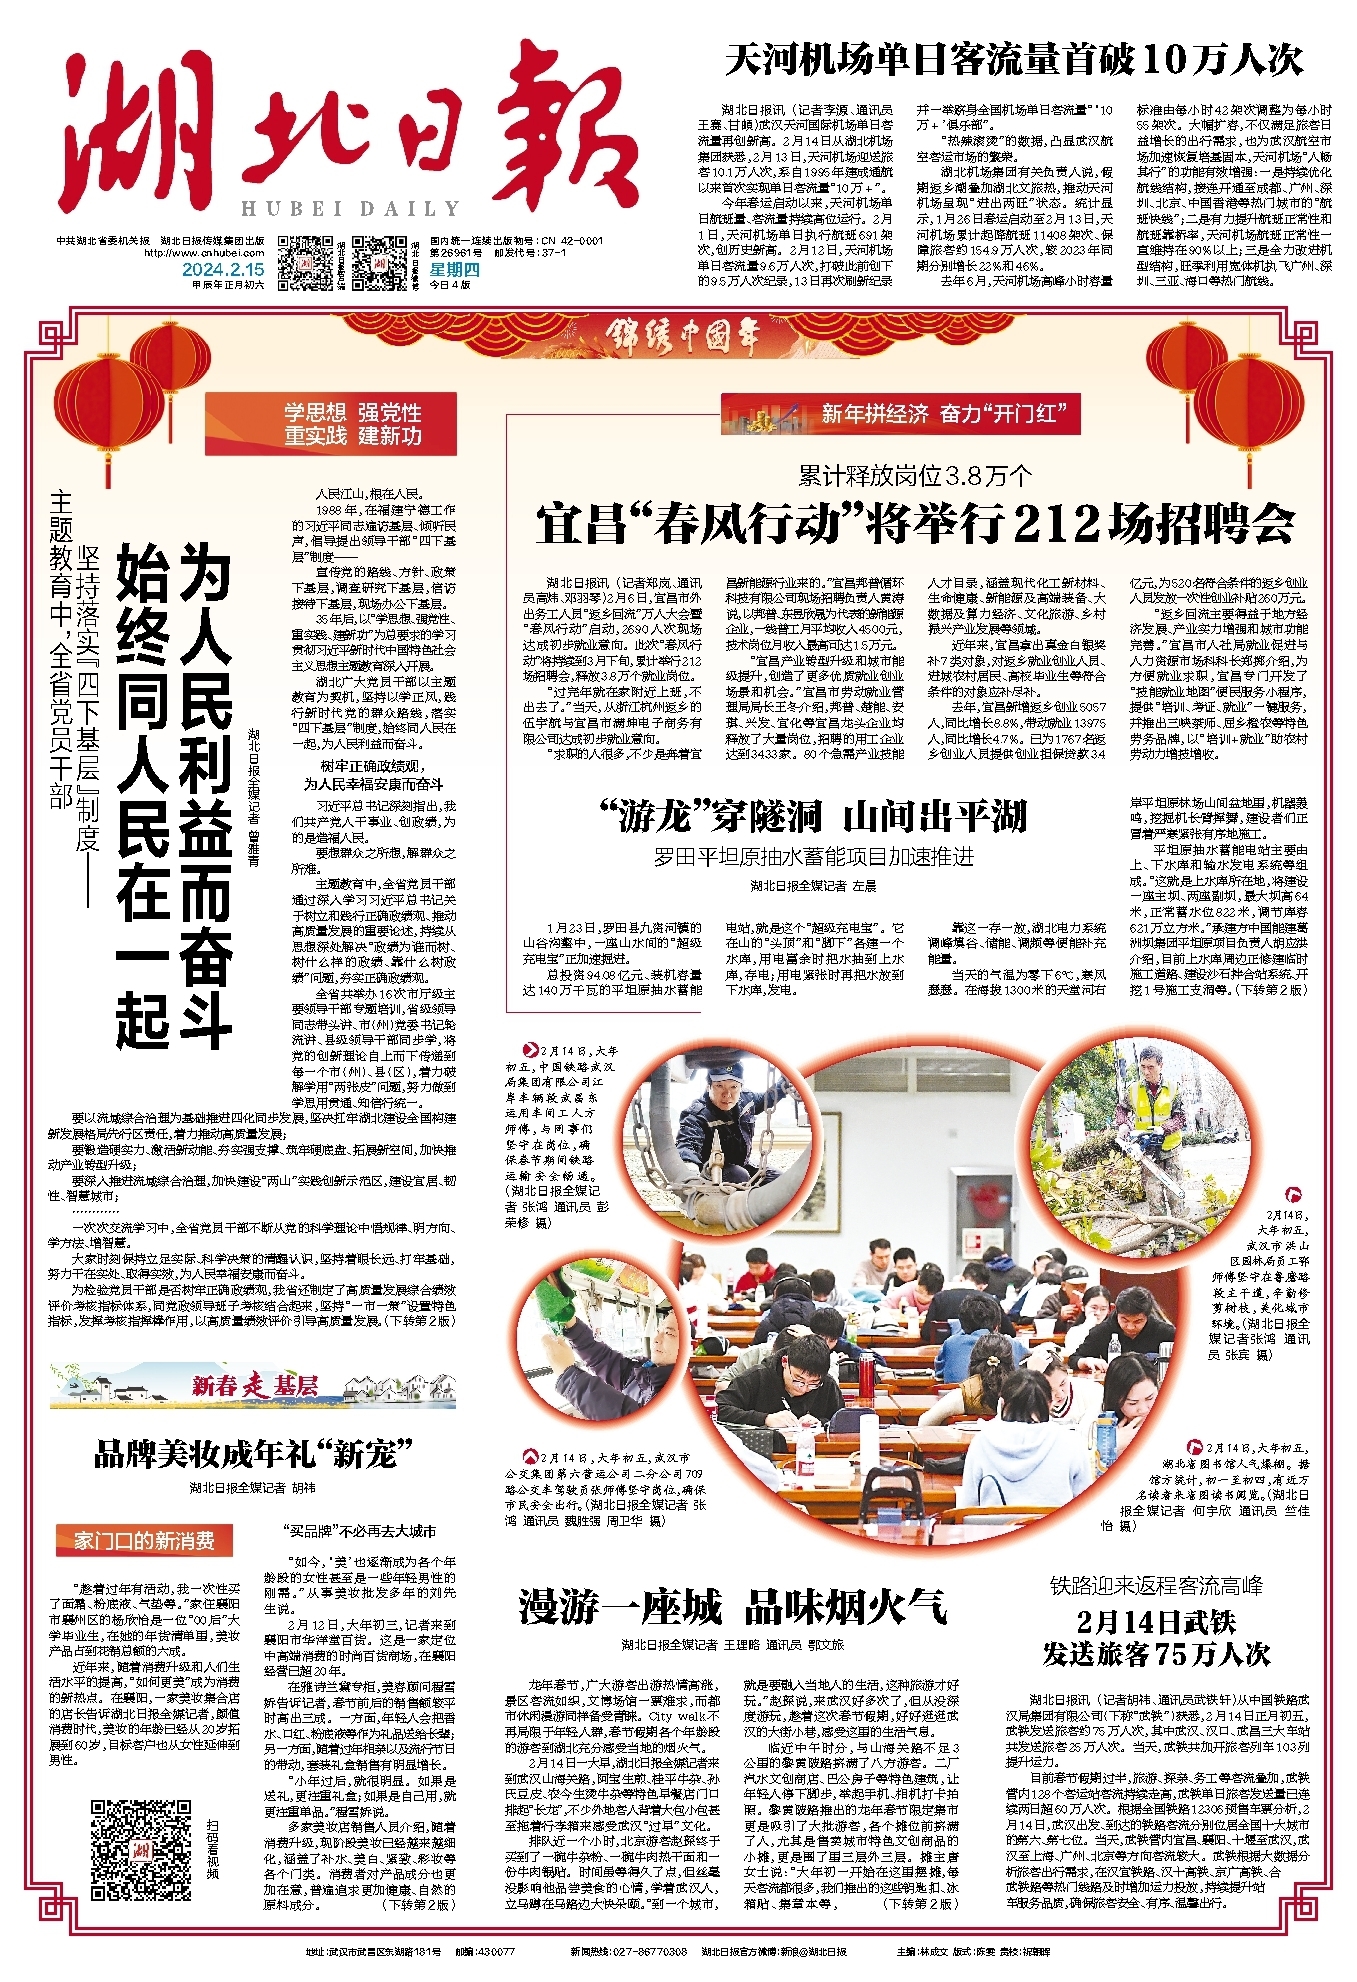 湖北日報
HUBEI DAILY
中共湖北省委机关报 湖北日报传媒集团出版
http://www.cnhubei.com
2024.2.15
甲辰年正月初六
国内统一连续出版物号:CN 42-0001
第26961号 邮发代号:37-1
星期四
今日4版
天河机场单日客流量首破10万人次
湖北日报讯(记者李源、通讯员
集团获悉,2月13日,天河机场迎送旅
客10.1万人次,系自1995年建成通航
以来首次实现单日客流量“10万+”。
今年春运启动以来,天河机场单
日航班量、客流量持续高位运行。2月
1日,天河机场单日执行航班691架
次,创历史新高。2月12日,天河机场
单日客流量9.6万人次,打破此前创下
的9.5万人次纪录,13日再次刷新纪录
并一举跻身全国机场单日客流量“‘10
万+’俱乐部”。
“热辣滚烫”的数据,凸显武汉航
空客运市场的繁荣。
湖北机场集团有关负责人说,假
期返乡潮叠加湖北文旅热,推动天河
机场呈现“进出两旺”状态。统计显
示,1月26日春运启动至2月13日,天
河机场累计起降航班11408架次、保
障旅客约154.9万人次,较2023年同
期分别增长22%和46%。
去年6月,天河机场高峰小时容量
标准由每小时42架次调整为每小时
55架次。大幅扩容,不仅满足旅客日
益增长的出行需求,也为武汉航空市
场加速恢复培基固本,天河机场“人畅
其行”的功能有效增强:一是持续优化
航线结构,接连开通至成都、广州、深
圳、北京、中国香港等热门城市的“航
班快线”;二是有力提升航班正常性和
航班靠桥率,天河机场航班正常性一
直维持在90%以上;三是全力改进机
型结构,旺季利用宽体机执飞广州、深
圳、三亚、海口等热门航线。
锦绣中国年
学思想 强党性
重实践 建新功
主题教育中,全省党员干部
坚持落实『四下基层』制度——
始终同人民在一起
为人民利益而奋斗
湖北日报全媒记者 曾雅青
人民江山,根在人民。
1988年,在福建宁德工作
的习近平同志遍访基层、倾听民
声,倡导提出领导干部“四下基
层”制度——
宣传党的路线、方针、政策
下基层,调查研究下基层,信访
接待下基层,现场办公下基层。
35年后,以“学思想、强党性、
重实践、建新功”为总要求的学习
贯彻习近平新时代中国特色社会
主义思想主题教育深入开展。
湖北广大党员干部以主题
教育为契机,坚持以学正风,践
行新时代党的群众路线,落实
“四下基层”制度,始终同人民在
一起,为人民利益而奋斗。
树牢正确政绩观,
为人民幸福安康而奋斗
习近平总书记深刻指出,我
们共产党人干事业、创政绩,为
的是造福人民。
要想群众之所想,解群众之
所难。
主题教育中,全省党员干部
通过深入学习习近平总书记关
于树立和践行正确政绩观、推动
高质量发展的重要论述,持续从
思想深处解决“政绩为谁而树、
树什么样的政绩、靠什么树政
绩”问题,夯实正确政绩观。
全省共举办16次市厅级主
要领导干部专题培训,省级领导
同志带头讲、市(州)党委书记轮
流讲、县级领导干部同步学,将
党的创新理论自上而下传递到
每一个市(州)、县(区),着力破
解学用“两张皮”问题,努力做到
学思用贯通、知信行统一。
要以流域综合治理为基础推进四化同步发展,坚决扛牢湖北建设全国构建
新发展格局先行区责任,着力推动高质量发展;
要锻造硬实力、激活新动能、夯实强支撑、筑牢硬底盘、拓展新空间,加快推
动产业转型升级;
要深入推进流域综合治理,加快建设“两山”实践创新示范区,建设宜居、韧
性、智慧城市;
…………
一次次交流学习中,全省党员干部不断从党的科学理论中悟规律、明方向、
学方法、增智慧。
大家时刻保持立足实际、科学决策的清醒认识,坚持着眼长远、打牢基础,
努力干在实处、取得实效,为人民幸福安康而奋斗。
为检验党员干部是否树牢正确政绩观,我省还制定了高质量发展综合绩效
评价考核指标体系,同党政领导班子考核结合起来,坚持“一市一策”设置特色
指标,发挥考核指挥棒作用,以高质量绩效评价引导高质量发展。(下转第2版)
新年拼经济 奋力“开门红”
累计释放岗位3.8万个
宜昌“春风行动”将举行212场招聘会
湖北日报讯(记者郑岚、通讯
员高炜、邓羽琴)2月6日,宜昌市外
出务工人员“返乡回流”万人大会暨
“春风行动”启动,2690人次现场
达成初步就业意向。此次“春风行
动”将持续到3月下旬,累计举行212
场招聘会,释放3.8万个就业岗位。
“过完年就在家附近上班,不
出去了。”当天,从浙江杭州返乡的
伍宇航与宜昌市满坤电子商务有
限公司达成初步就业意向。
“求职的人很多,不少是奔着宜
昌新能源行业来的。”宜昌邦普循环
科技有限公司现场招聘负责人黄涛
说,以邦普、东昂欣晟为代表的新能源
企业,一线普工月平均收入4500元,
技术岗位月收入最高可达1.5万元。
“宜昌产业转型升级和城市能
级提升,创造了更多优质就业创业
场景和机会。”宜昌市劳动就业管
理局局长王冬介绍,邦普、楚能、安
琪、兴发、宜化等宜昌龙头企业均
释放了大量岗位,招聘的用工企业
达到3433家。80个急需产业技能
人才目录,涵盖现代化工新材料、
生命健康、新能源及高端装备、大
数据及算力经济、文化旅游、乡村
振兴产业发展等领域。
近年来,宜昌拿出真金白银奖
补7类对象,对返乡就业创业人员、
进城农村居民、高校毕业生等符合
条件的对象应补尽补。
去年,宜昌新增返乡创业5057
人,同比增长8.8%,带动就业13975
人,同比增长4.7%。已为1767名返
乡创业人员提供创业担保贷款3.4
亿元,为520名符合条件的返乡创业
人员发放一次性创业补贴260万元。
“返乡回流主要得益于地方经
济发展、产业实力增强和城市功能
完善。”宜昌市人社局就业促进与
人力资源市场科科长郑娜介绍,为
方便就业求职,宜昌专门开发了
“技能就业地图”便民服务小程序,
提供“培训、考证、就业”一键服务,
并推出三峡茶师、屈乡橙农等特色
劳务品牌,以“培训+就业”助农村
劳动力增技增收。
“游龙”穿隧洞 山间出平湖
罗田平坦原抽水蓄能项目加速推进
湖北日报全媒记者 左晨
1月23日,罗田县九资河镇的
山谷沟壑中,一座山水间的“超级
充电宝”正加速掘进。
总投资94.08亿元、装机容量
达140万千瓦的平坦原抽水蓄能
电站,就是这个“超级充电宝”。它
在山的“头顶”和“脚下”各建一个
水库,用电富余时把水抽到上水
库,存电;用电紧张时再把水放到
下水库,发电。
靠这一存一放,湖北电力系统
调峰填谷、储能、调频等便能补充
能量。
当天的气温为零下6℃,寒风
瑟瑟。在海拔1300米的天堂河右
岸平坦原林场山间盆地里,机器轰
鸣,挖掘机长臂挥舞,建设者们正
冒着严寒紧张有序地施工。
平坦原抽水蓄能电站主要由
上、下水库和输水发电系统等组
成。“这就是上水库所在地,将建设
一座主坝、两座副坝,最大坝高64
米,正常蓄水位822米,调节库容
621万立方米。”承建方中国能建葛
洲坝集团平坦原项目负责人胡应洪
介绍,目前上水库周边正修建临时
施工道路、建设沙石拌合站系统、开
挖1号施工支洞等。(下转第2版)
2月14日,大年
初五,中国铁路武汉
局集团有限公司江
岸车辆段武昌东
运用车间工人方
师傅,与同事们
坚守在岗位,确
保春节期间铁路
运输安全畅通。
(湖北日报全媒记
者 张鸿 通讯员 彭
荣修 摄)
2月14日,
大年初五,
武汉市洪山
区园林局员工邹
师傅坚守在鲁磨路
段主干道,辛勤修
剪树枝,美化城市
环境。(湖北日报全
媒记者张鸿 通讯
员 张宾 摄)
2月14日,大年初五,武汉市
公交集团第六营运公司二分公司709
路公交车驾驶员张师傅坚守岗位,确保
市民安全出行。(湖北日报全媒记者 张
鸿 通讯员 魏胜强 周卫华 摄)
2月14日,大年初五,
湖北省图书馆人气爆棚。据
馆方统计,初一至初四,有近万
名读者来省图读书阅览。(湖北日
报全媒记者 何宇欣 通讯员 竺佳
怡 摄)
新春走基层
品牌美妆成年礼“新宠”
湖北日报全媒记者 胡祎
家门口的新消费
“趁着过年有活动,我一次性买
了面霜、粉底液、气垫等。”家住襄阳
市襄州区的杨欣怡是一位“00后”大
学毕业生,在她的年货清单里,美妆
产品占到花销总额的六成。
近年来,随着消费升级和人们生
活水平的提高,“如何更美”成为消费
的新热点。在襄阳,一家美妆集合店
的店长告诉湖北日报全媒记者,颜值
消费时代,美妆的年龄已经从20岁拓
展到60岁,目标客户也从女性延伸到
男性。
扫码看视频
“买品牌”不必再去大城市
“如今,‘美’也逐渐成为各个年
龄段的女性甚至是一些年轻男性的
刚需。”从事美妆批发多年的刘先
生说。
2月12日,大年初三,记者来到
襄阳市华洋堂百货。这是一家定位
中高端消费的时尚百货商场,在襄阳
经营已超20年。
在雅诗兰黛专柜,美容顾问程雪
娇告诉记者,春节前后的销售额较平
时高出三成。一方面,年轻人会把香
水、口红、粉底液等作为礼品送给长辈;
另一方面,随着过年相亲以及流行节日
的带动,套装礼盒销售有明显增长。
“小年过后,就很明显。如果是
送礼,更注重礼盒;如果是自己用,就
更注重单品。”程雪娇说。
多家美妆店销售人员介绍,随着
消费升级,现阶段美妆已经越来越细
化,涵盖了补水、美白、紧致、彩妆等
各个门类。消费者对产品成分也更
加在意,普遍追求更加健康、自然的
原料成分。 (下转第2版)
漫游一座城 品味烟火气
湖北日报全媒记者 王理略 通讯员 鄂文旅
龙年春节,广大游客出游热情高涨,
景区客流如织,文博场馆一票难求,而都
市休闲漫游同样备受青睐。City walk不
再局限于年轻人群,春节假期各个年龄段
的游客到湖北充分感受当地的烟火气。
2月14日一大早,湖北日报全媒记者来
到武汉山海关路,阿宝生煎、桂平牛杂、孙
氏豆皮、农今生烫牛杂等特色早餐店门口
排起“长龙”,不少外地客人背着大包小包甚
至拖着行李箱来感受武汉“过早”文化。
排队近一个小时,北京游客赵琛终于
买到了一碗牛杂粉、一碗牛肉热干面和一
份牛肉锅贴。时间虽等得久了点,但丝毫
没影响他品尝美食的心情,学着武汉人,
立马蹲在马路边大快朵颐。“到一个城市,
就是要融入当地人的生活,这种旅游才好
玩。”赵琛说,来武汉好多次了,但从没深
度游玩,趁着这次春节假期,好好逛逛武
汉的大街小巷,感受这里的生活气息。
临近中午时分,与山海关路不足3
公里的黎黄陂路挤满了八方游客。二厂
汽水文创商店、巴公房子等特色建筑,让
年轻人停下脚步,举起手机、相机打卡拍
照。黎黄陂路推出的龙年春节限定集市
更是吸引了大批游客,各个摊位前挤满
了人,尤其是售卖城市特色文创商品的
小摊,更是围了里三层外三层。摊主唐
女士说:“大年初一开始在这里摆摊,每
天客流都很多,我们推出的这些钥匙扣、冰
箱贴、集章本等, (下转第2版)
铁路迎来返程客流高峰
2月14日武铁
发送旅客75万人次
湖北日报讯(记者胡祎、通讯员武铁轩)从中国铁路武
汉局集团有限公司(下称“武铁”)获悉,2月14日正月初五,
武铁发送旅客约75万人次,其中武汉、汉口、武昌三大车站
共发送旅客25万人次。当天,武铁共加开旅客列车103列
提升运力。
目前春节假期过半,旅游、探亲、务工等客流叠加,武铁
管内128个客运站客流持续走高,武铁单日旅客发送量已连
续两日超60万人次。根据全国铁路12306预售车票分析,2
月14日,武汉出发、到达的铁路客流分别位居全国十大城市
的第六、第七位。当天,武铁管内宜昌、襄阳、十堰至武汉,武
汉至上海、广州、北京等方向客流较大。武铁根据大数据分
析旅客出行需求,在汉宜铁路、汉十高铁、京广高铁、合
武铁路等热门线路及时增加运力投放,持续提升站
车服务品质,确保旅客安全、有序、温馨出行。
地址:武汉市武昌区东湖路181号 邮编:430077 新闻热线:027-86770308 湖北日报官方微博:新浪@湖北日报 主编:林成文 版式:陈雯 责校:祝朝晖